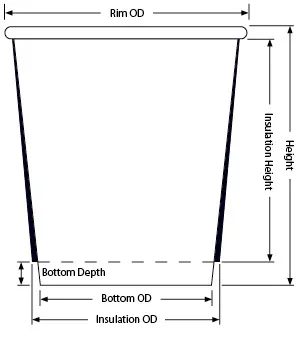 Rim OD
Insulation Height
Height
Bottom Depth
Bottom OD
Insulation OD